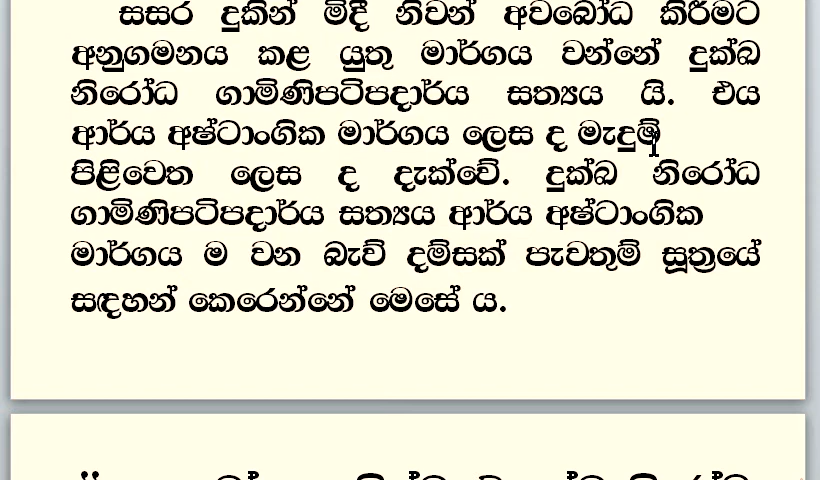 සසර දුකින් මිදී නිවන් අවබෝධ කිරීමට
අනුගමනය කළ යුතු මාර්ගය වන්නේ දුක්ඛ
නිරෝධ ගාමිණිපටිපදාර්ය සත්‍යය යි. එය
ආර්ය අෂ්ටාංගික මාර්ගය ලෙස ද මැදුම්
පිළිවෙත ලෙස ද දැක්වේ. දුක්ඛ නිරෝධ
ගාමිණිපටිපදාර්ය සත්‍යය ආර්ය අෂ්ටාංගික
මාර්ගය ම වන බැව් දම්සක් පැවතුම් සූත්‍රයේ
සඳහන් කෙරෙන්නේ මෙසේ ය.